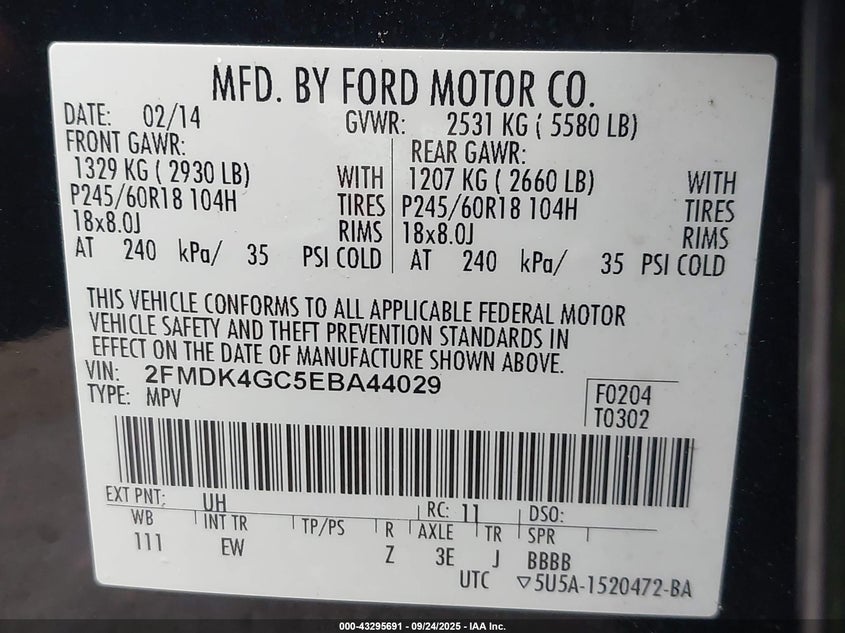 MFD. BY FORD MOTOR CO.
DATE: 02/14 GVWR: 2531 KG ( 5580 LB)
FRONT GAWR: REAR GAWR:
1329 KG ( 2930 LB) WITH 1207 KG ( 2660 LB) WITH
P245/60R18 104H TIRES P245/60R18 104H TIRES
18x8.0J RIMS 18x8.0J RIMS
AT 240 kPa/ 35 PSI COLD AT 240 kPa/ 35 PSI COLD
THIS VEHICLE CONFORMS TO ALL APPLICABLE FEDERAL MOTOR
VEHICLE SAFETY AND THEFT PREVENTION STANDARDS IN
EFFECT ON THE DATE OF MANUFACTURE SHOWN ABOVE.
VIN: 2FMDK4GC5EBA44029
TYPE: MPV
F0204
T0302
EXT PNT: UH RC: 11 DSO:
WB INT TR TP/PS R AXLE TR SPR
111 EW Z 3E J BBBB
UTC ▽5U5A-1520472-BA
000-43295691 - 09/24/2025 - IAA Inc.